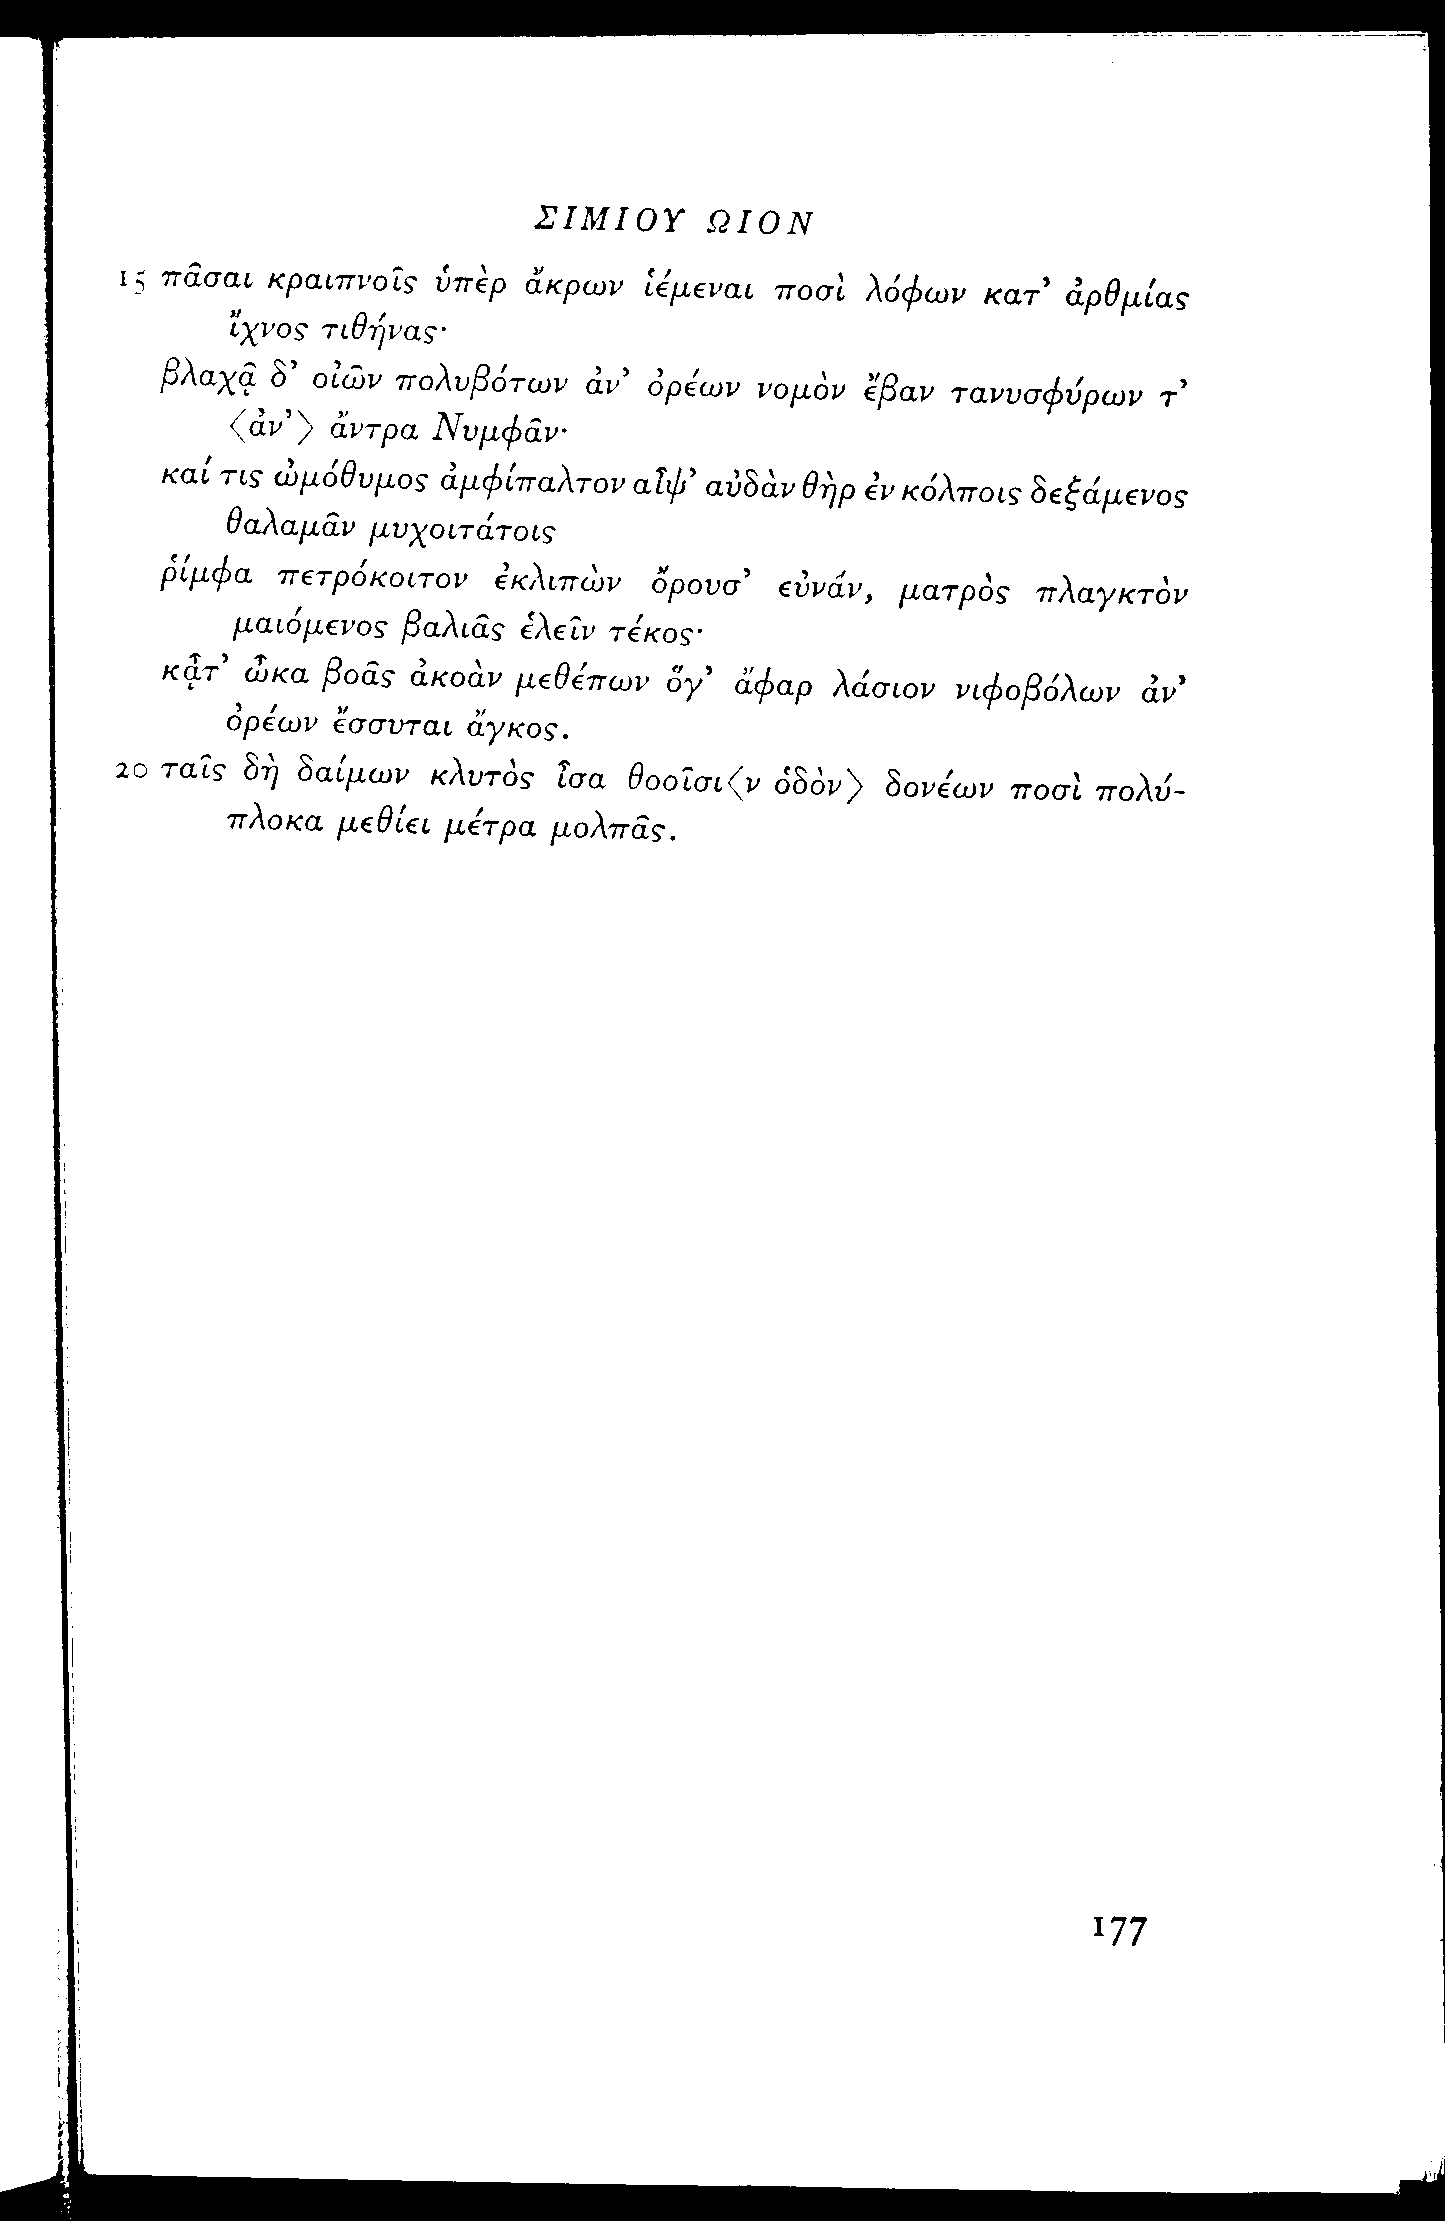 ΣΙΜΙΟΥ ΩΙΟΝ
15 πᾶσαι κραιπνοῖς ὑπὲρ ἄκρων ἱέμεναι ποσὶ λόφων κατ’ ἀρθμίας
ἴχνος τιθήνας·
βλαχᾷ δ’ οἰῶν πολυβότων ἀν’ ὀρέων νομὸν ἔβαν τανυσφύρων τ’
⟨ἀν’⟩ ἄντρα Νυμφᾶν·
καί τις ὠμόθυμος ἀμφίπαλτον αἶψ’ αὐδὰν θὴρ ἐν κόλποις δεξάμενος
θαλαμᾶν μυχοιτάτοις
ῥίμφα πετρόκοιτον ἐκλιπὼν ὄρουσ’ εὐνάν, ματρὸς πλαγκτὸν
μαιόμενος βαλιᾶς ἑλεῖν τέκος·
κᾆτ’ ὦκα βοᾶς ἀκοὰν μεθέπων ὅγ’ ἄφαρ λάσιον νιφοβόλων ἀν’
ὀρέων ἔσσυται ἄγκος.
20 ταῖς δὴ δαίμων κλυτὸς ἶσα θοοῖσι⟨ν ὁδὸν⟩ δονέων ποσὶ πολύ-
πλοκα μεθίει μέτρα μολπᾶς.
177